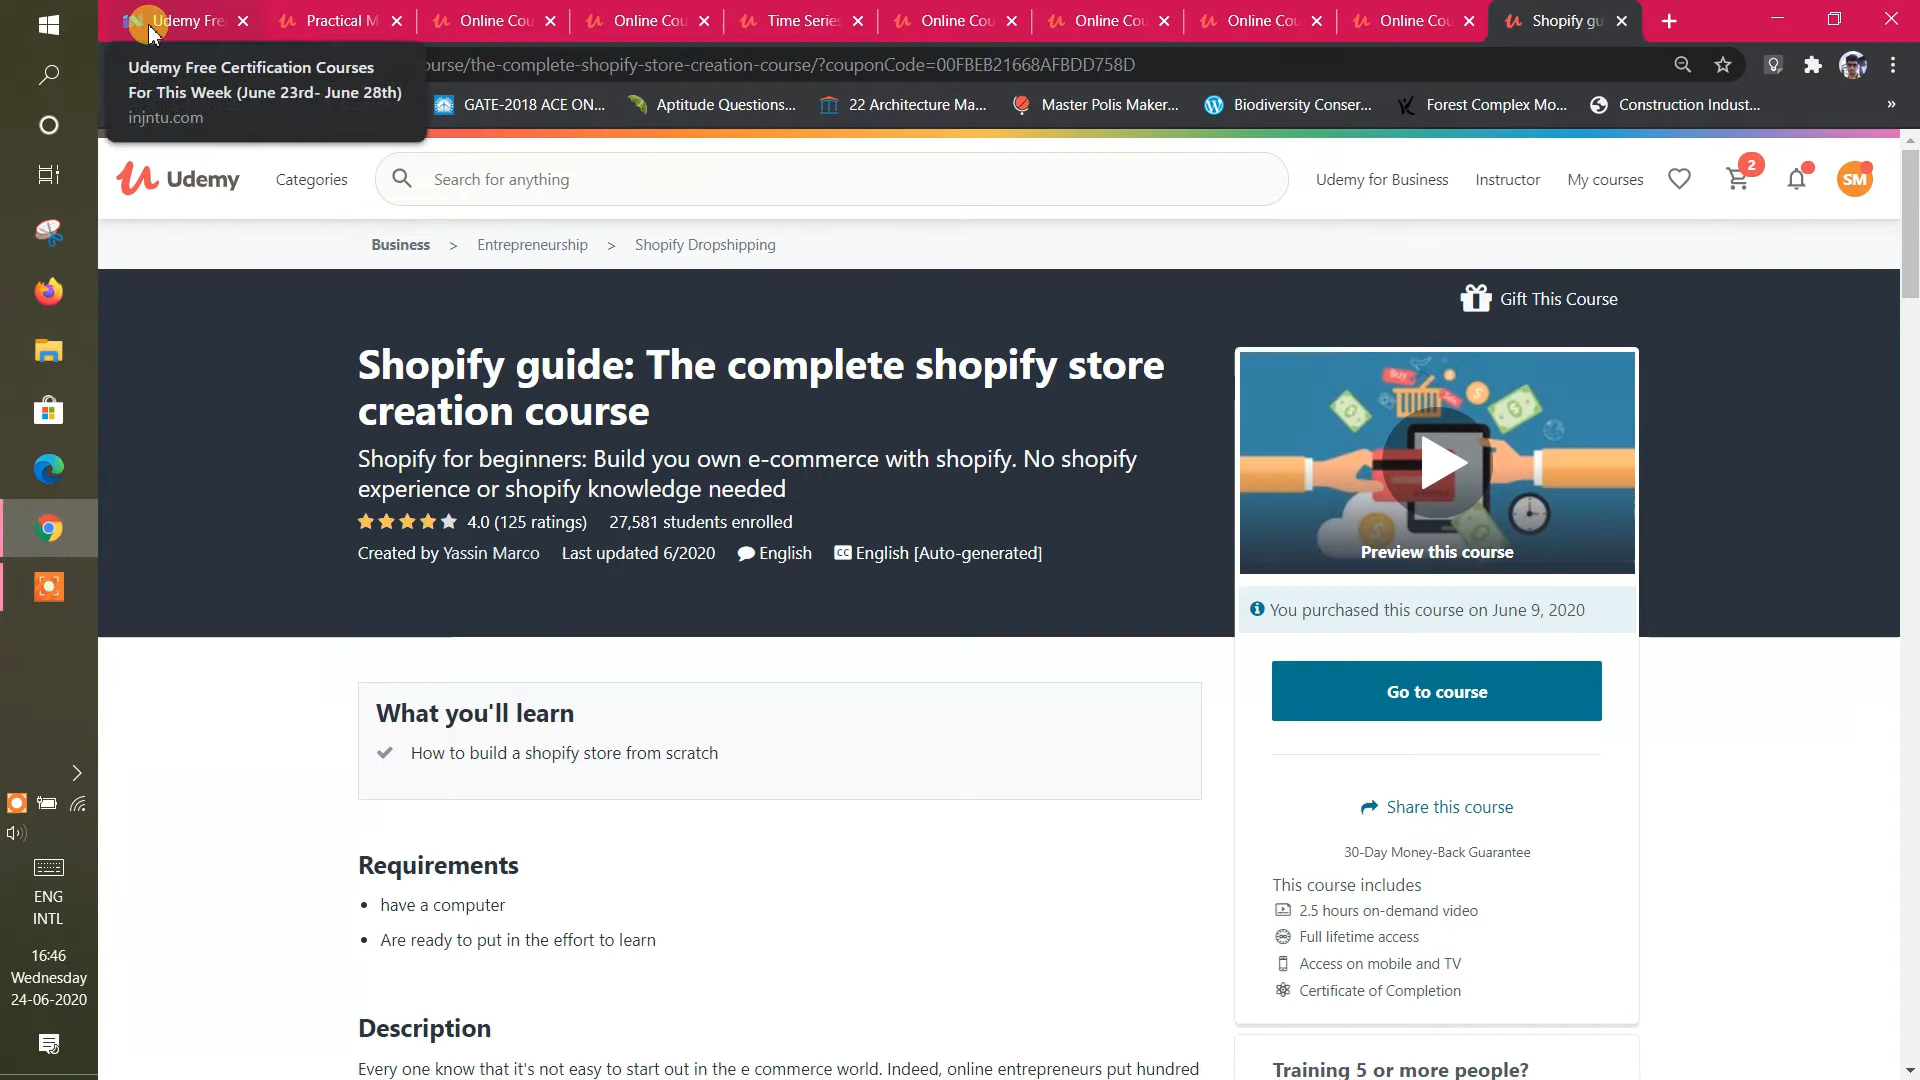 Udemy Fre
Practical M
Online Cou
Online Cou
Time Series
Online Cou
Online Cou
Online Cou
Online Cou
Shopify gu
Udemy Free Certification Courses
For This Week (June 23rd- June 28th)
injntu.com
ourse/the-complete-shopify-store-creation-course/?couponCode=00FBEB21668AFBDD758D
GATE-2018 ACE ON...
Aptitude Questions...
22 Architecture Ma...
Master Polis Maker...
Biodiversity Conser...
Forest Complex Mo...
Construction Indust...
»
Udemy
Categories
Search for anything
Udemy for Business
Instructor
My courses
2
SM
Business > Entrepreneurship > Shopify Dropshipping
Gift This Course
Shopify guide: The complete shopify store
creation course
Shopify for beginners: Build you own e-commerce with shopify. No shopify
experience or shopify knowledge needed
4.0 (125 ratings) 27,581 students enrolled
Created by Yassin Marco Last updated 6/2020 English CC English [Auto-generated]
Buy
Preview this course
You purchased this course on June 9, 2020
Go to course
What you'll learn
How to build a shopify store from scratch
Share this course
30-Day Money-Back Guarantee
Requirements
• have a computer
• Are ready to put in the effort to learn
This course includes
2.5 hours on-demand video
Full lifetime access
Access on mobile and TV
Certificate of Completion
Description
Every one know that it's not easy to start out in the e commerce world. Indeed, online entrepreneurs put hundred
Training 5 or more people?
ENG
INTL
16:46
Wednesday
24-06-2020